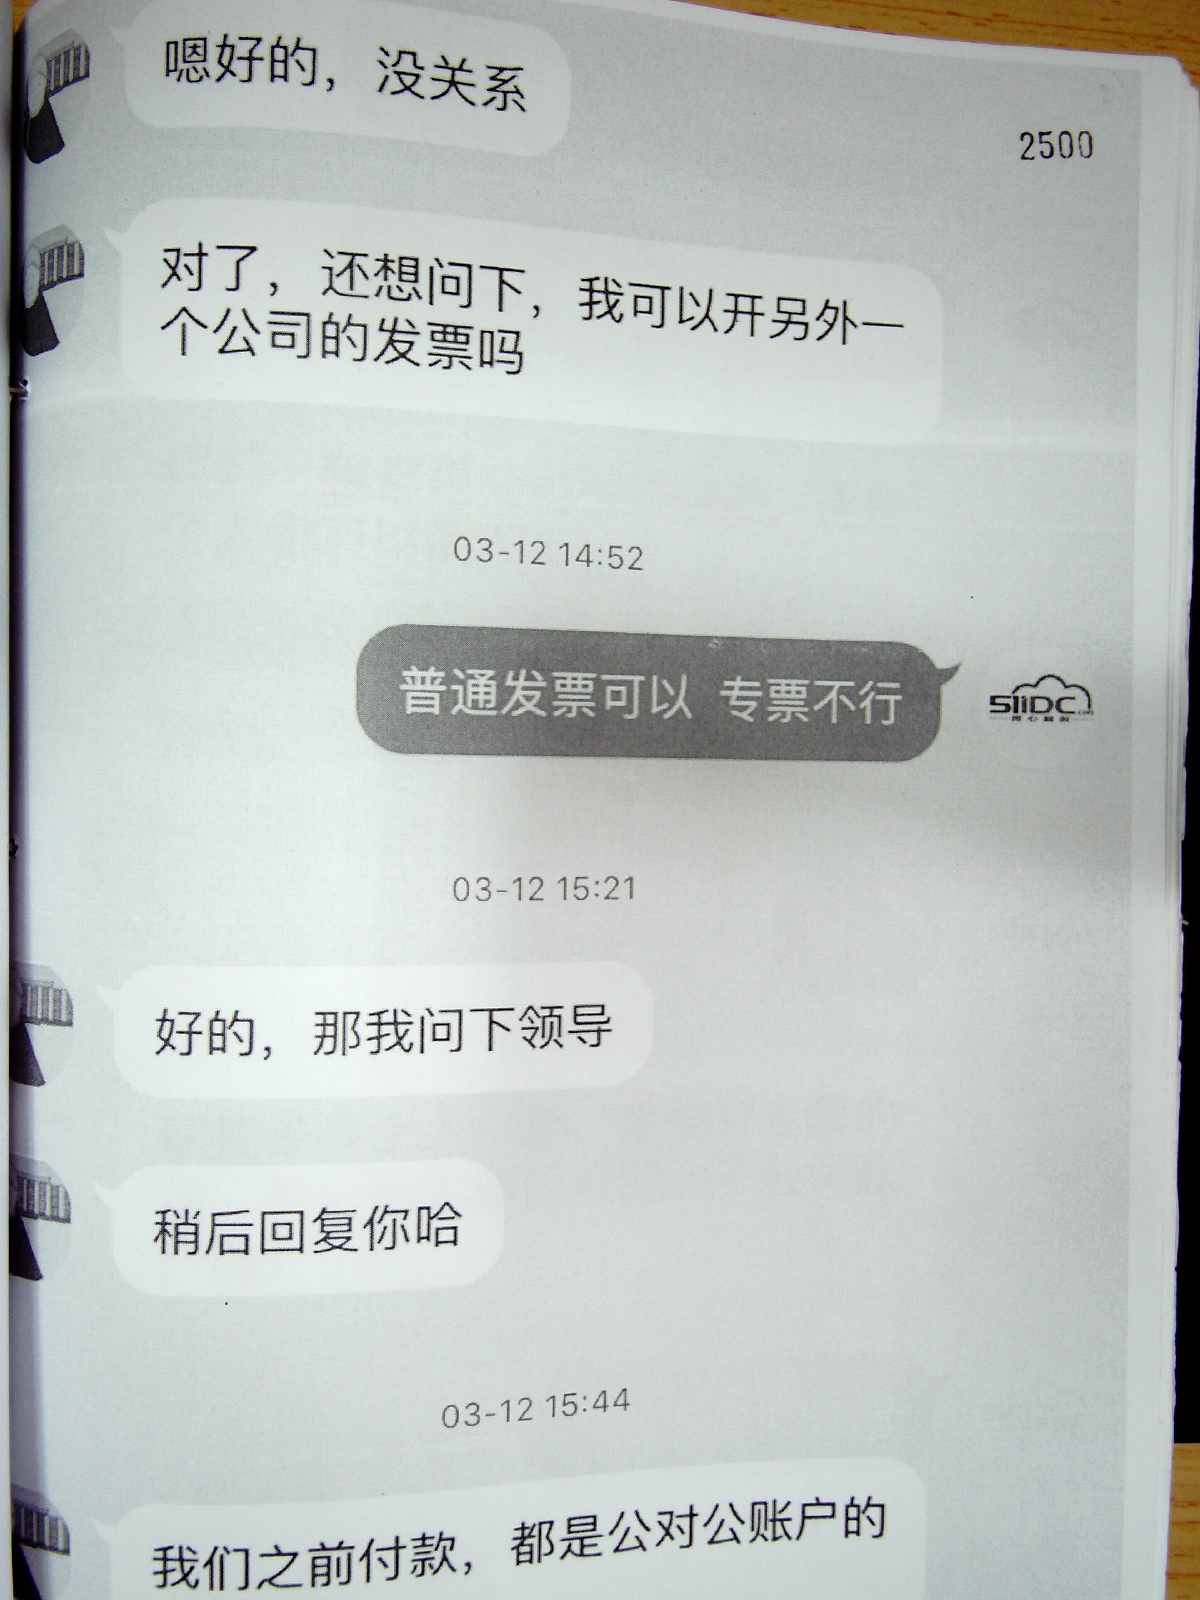 嗯好的，没关系
2500
对了，还想问下，我可以开另外一
个公司的发票吗
03-12 14:52
普通发票可以 专票不行
51IDC.com
03-12 15:21
好的，那我问下领导
稍后回复你哈
03-12 15:44
我们之前付款，都是公对公账户的